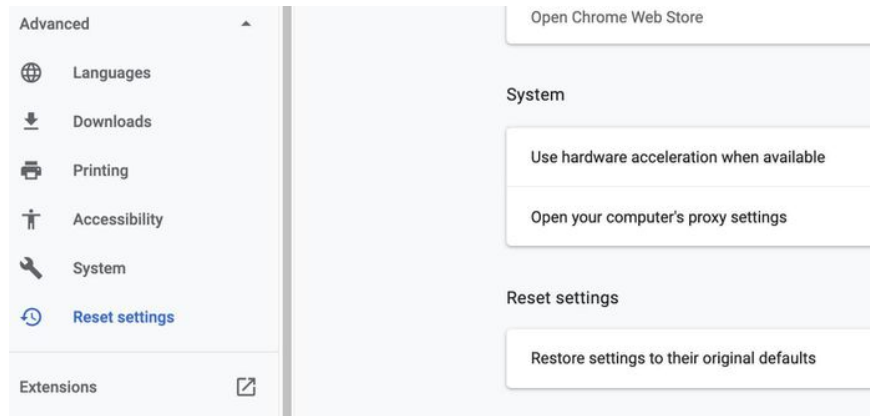 Advanced
Languages
Downloads
Printing
Accessibility
System
Reset settings
Extensions
Open Chrome Web Store
System
Use hardware acceleration when available
Open your computer's proxy settings
Reset settings
Restore settings to their original defaults